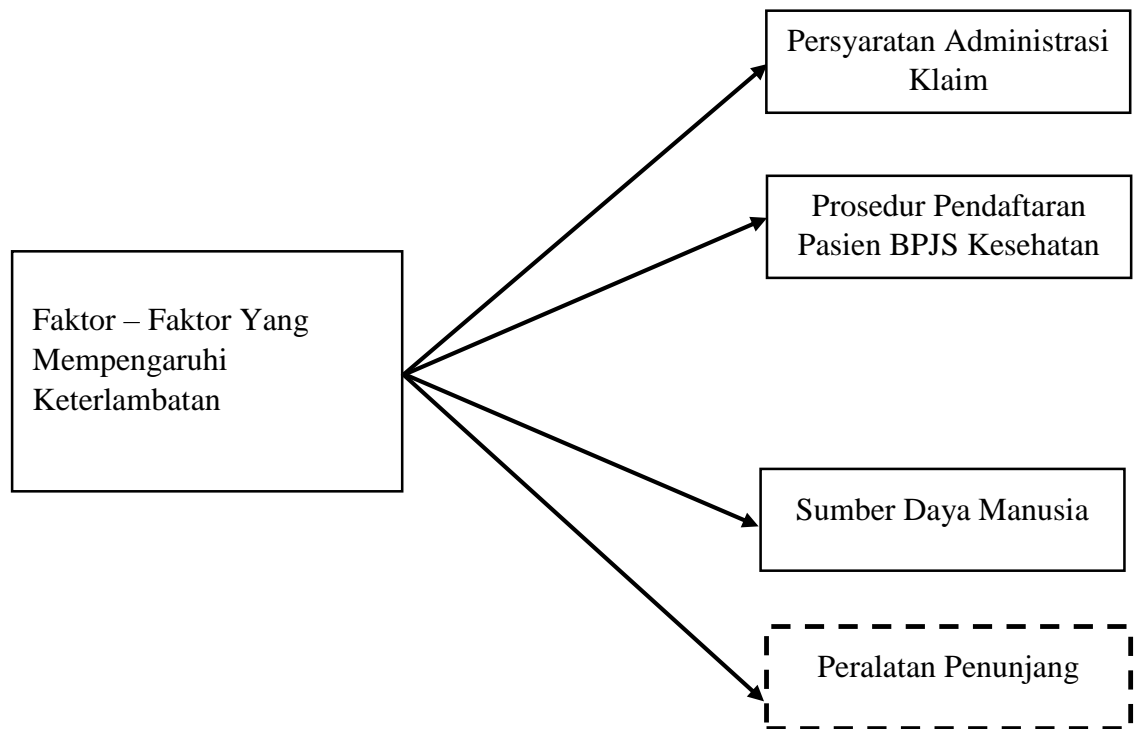 Persyaratan Administrasi
Klaim
Prosedur Pendaftaran
Pasien BPJS Kesehatan
Faktor – Faktor Yang
Mempengaruhi
Keterlambatan
Sumber Daya Manusia
Peralatan Penunjang